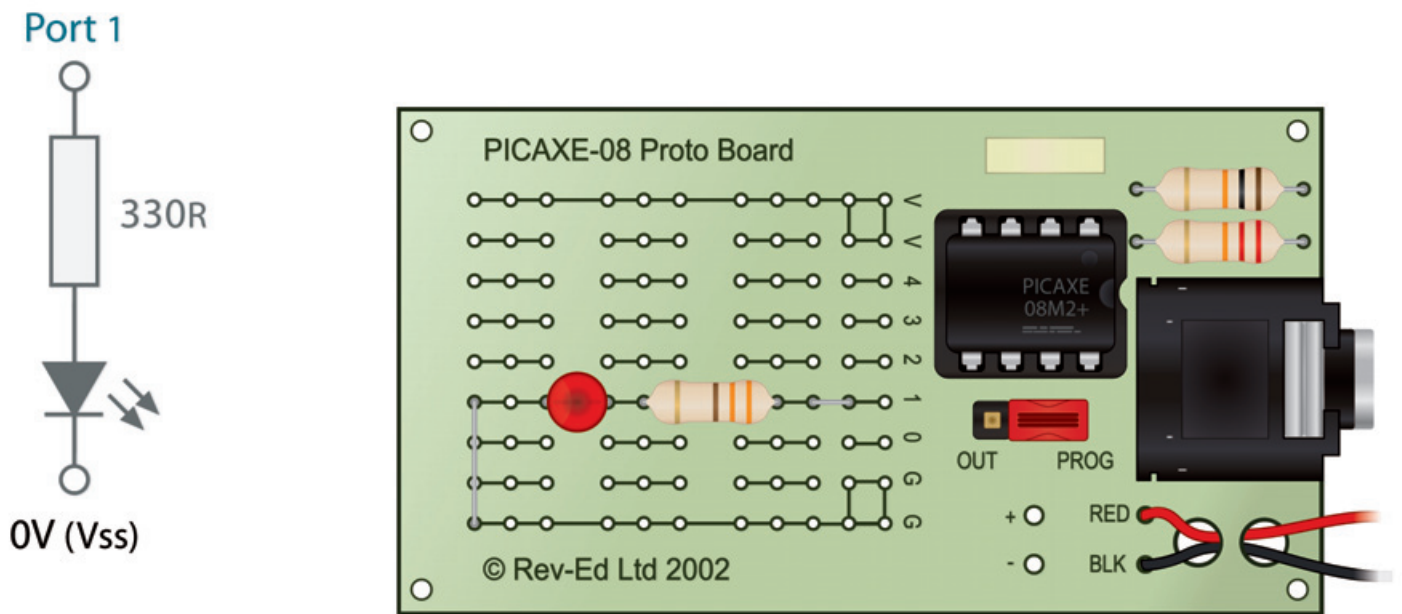 Port 1
330R
0V (Vss)
PICAXE-08 Proto Board
V
V
4
3
2
1
0
G
G
PICAXE
08M2+
OUT PROG
+ RED
- BLK
© Rev-Ed Ltd 2002